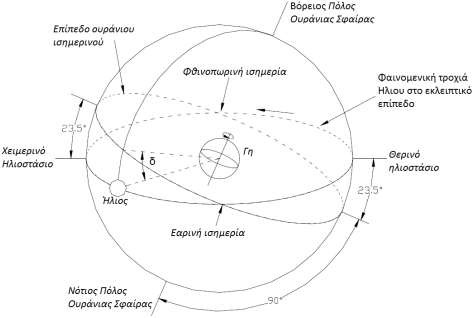 Βόρειος Πόλος
Ουράνιας Σφαίρας
Επίπεδο ουράνιου
ισημερινού
Φθινοπωρινή ισημερία
Φαινομενική τροχιά
Ηλιου στο εκλειπτικό
επίπεδο
23.5°
Γη
Χειμερινό
Ηλιοστάσιο
δ
Θερινό
ηλιοστάσιο
23.5°
Ήλιος
Εαρινή ισημερία
Νότιος Πόλος
Ουράνιας Σφαίρας
90°